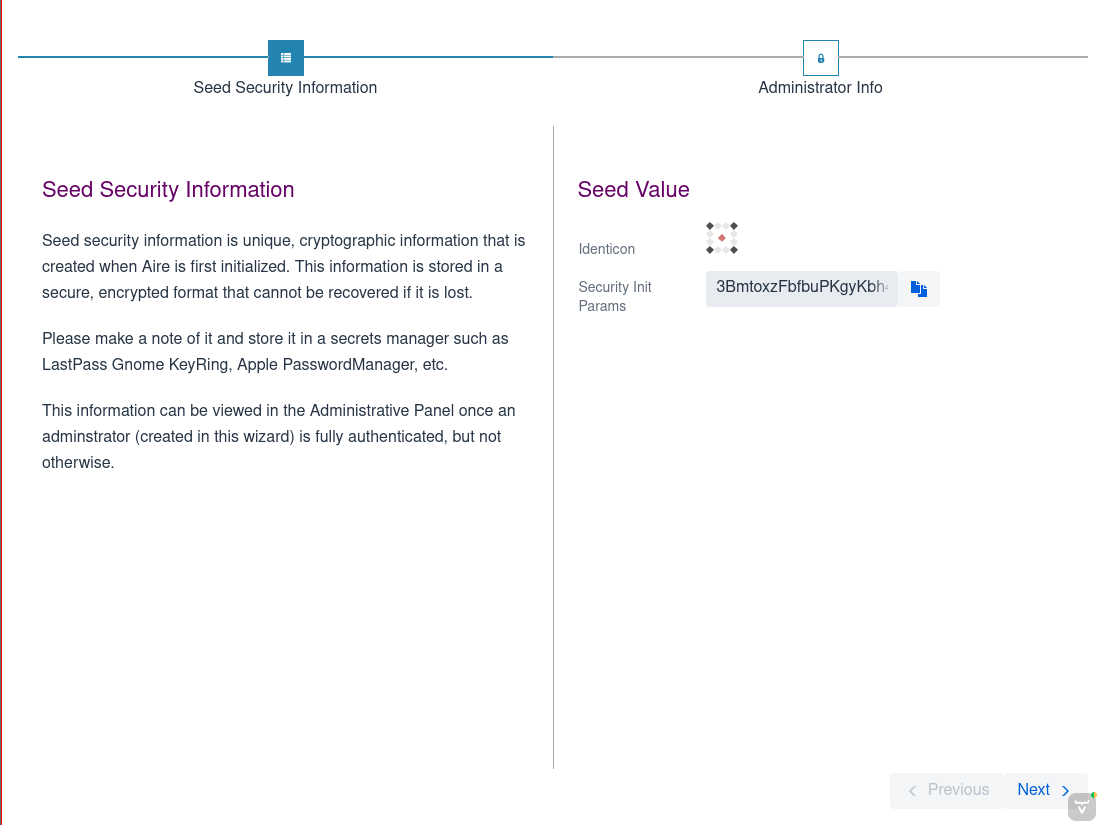 Seed Security Information
Administrator Info
Seed Security Information
Seed security information is unique, cryptographic information that is
created when Aire is first initialized. This information is stored in a
secure, encrypted format that cannot be recovered if it is lost.
Please make a note of it and store it in a secrets manager such as
LastPass Gnome KeyRing, Apple PasswordManager, etc.
This information can be viewed in the Administrative Panel once an
adminstrator (created in this wizard) is fully authenticated, but not
otherwise.
Seed Value
Identicon
Security Init
Params
3BmtoxzFbfbuPKgyKbh
Previous
Next